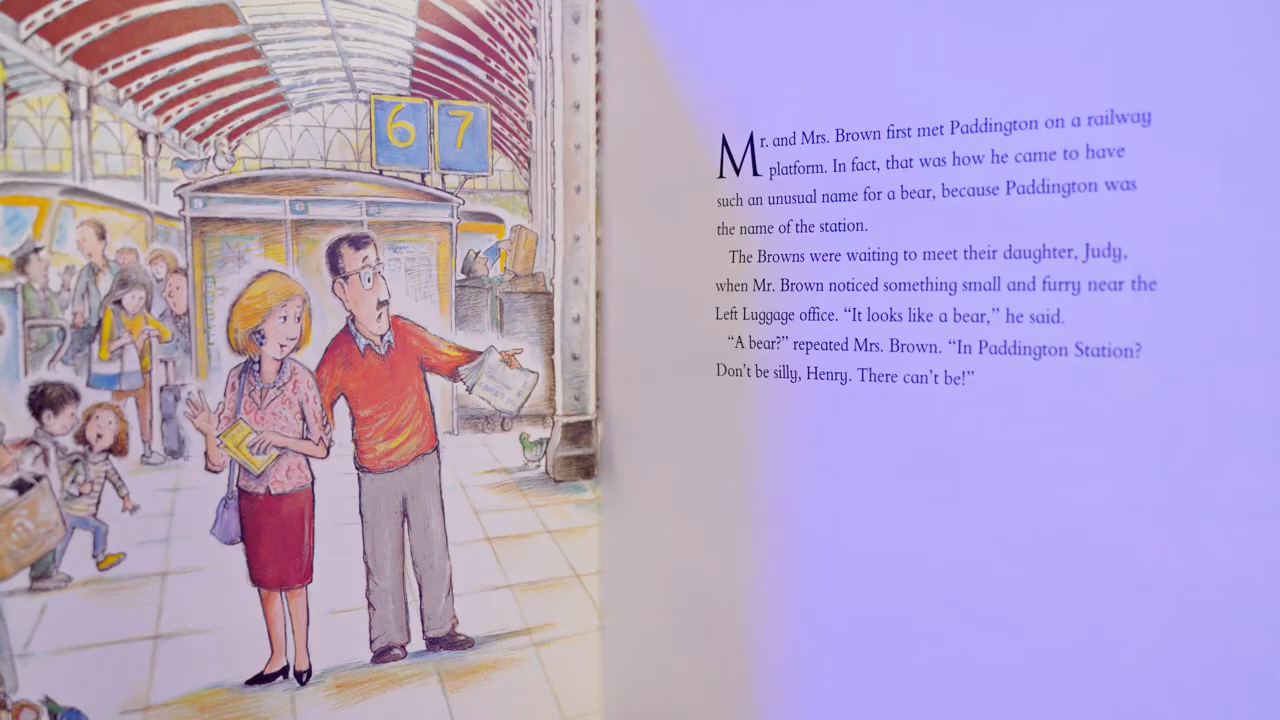 6 7
Mr. and Mrs. Brown first met Paddington on a railway
platform. In fact, that was how he came to have
such an unusual name for a bear, because Paddington was
the name of the station.
The Browns were waiting to meet their daughter, Judy,
when Mr. Brown noticed something small and furry near the
Left Luggage office. “It looks like a bear,” he said.
“A bear?” repeated Mrs. Brown. “In Paddington Station?
Don’t be silly, Henry. There can’t be!”